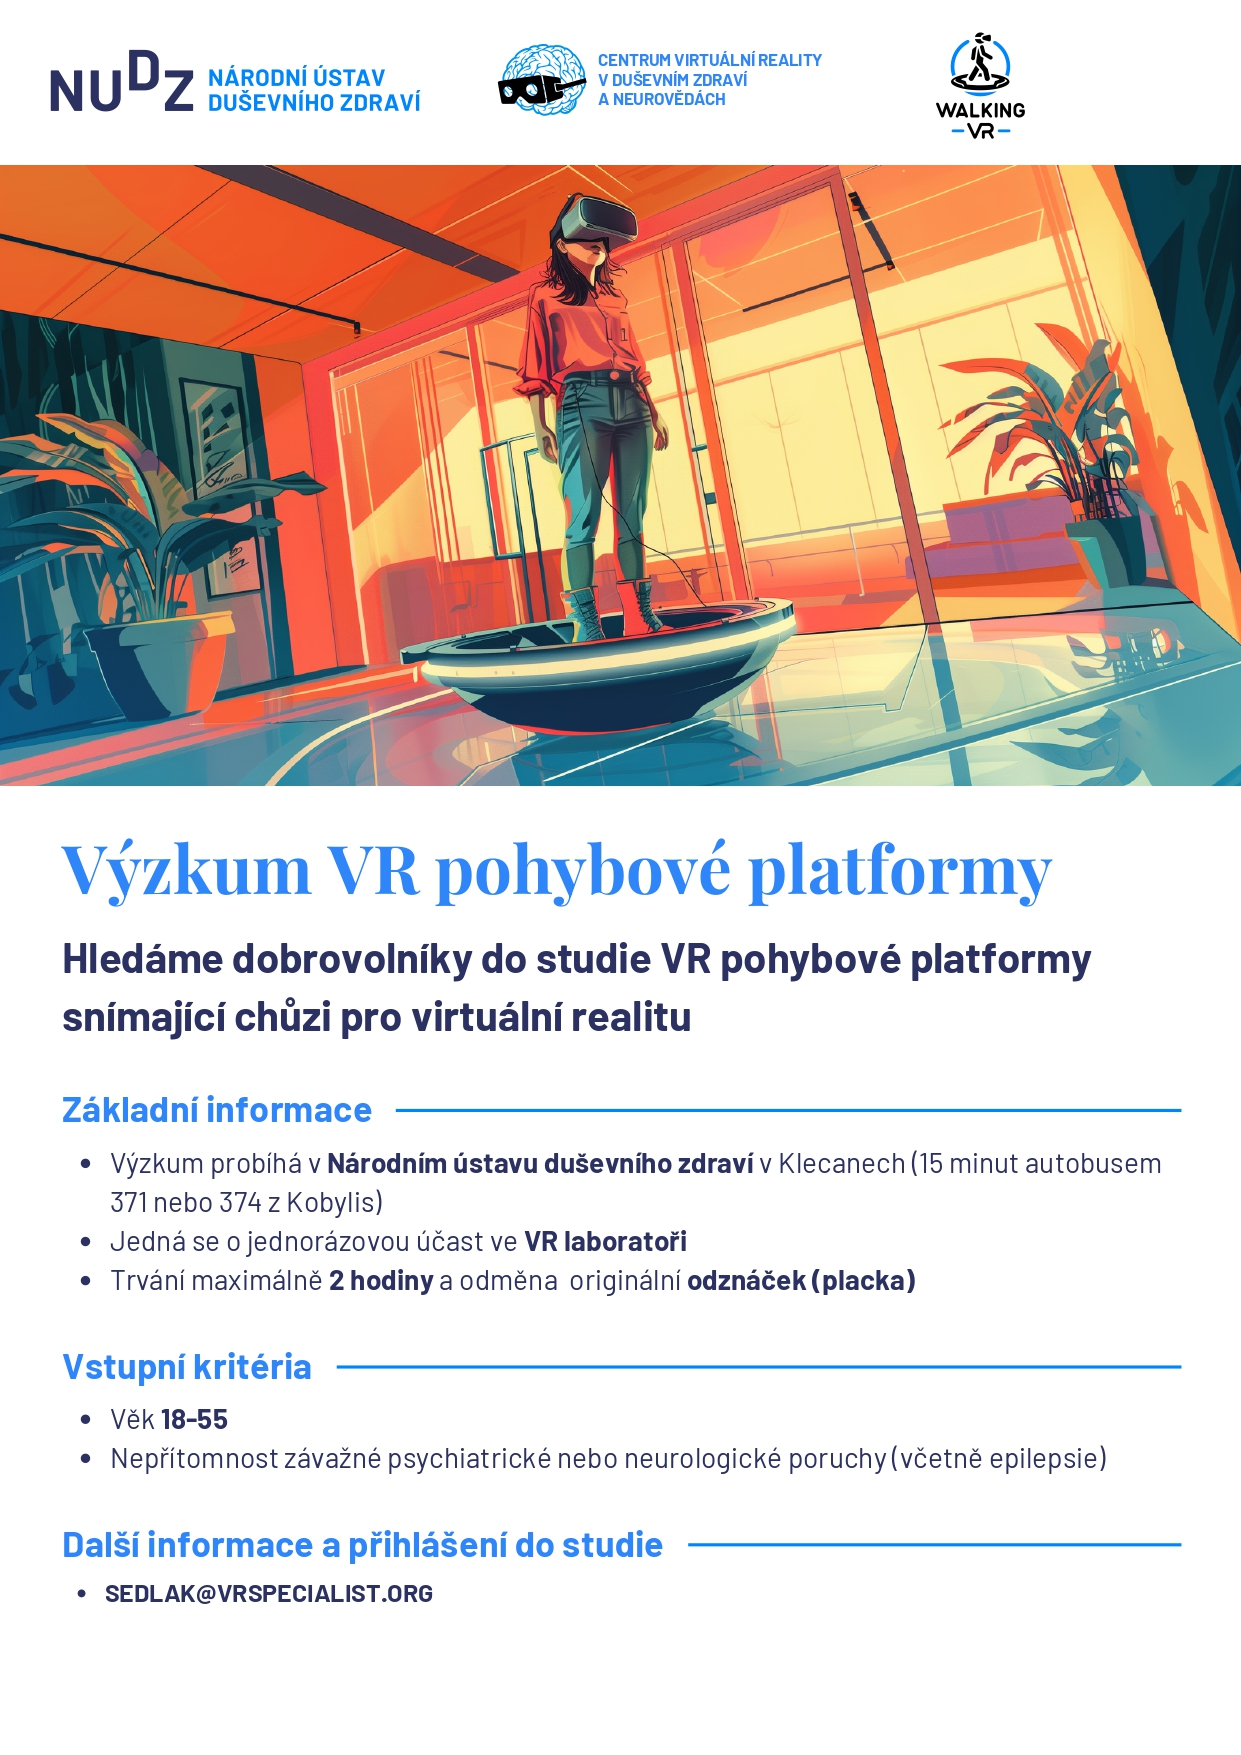 NUDZ NÁRODNÍ ÚSTAV
DUŠEVNÍHO ZDRAVÍ
CENTRUM VIRTUÁLNÍ REALITY
V DUŠEVNÍM ZDRAVÍ
A NEUROVĚDÁCH
WALKING
VR
Výzkum VR pohybové platformy
Hledáme dobrovolníky do studie VR pohybové platformy
snímající chůzi pro virtuální realitu
Základní informace
• Výzkum probíhá v Národním ústavu duševního zdraví v Klecanech (15 minut autobusem
371 nebo 374 z Kobylis)
• Jedná se o jednorázovou účast ve VR laboratoři
• Trvání maximálně 2 hodiny a odměna originální odznáček (placka)
Vstupní kritéria
• Věk 18-55
• Nepřítomnost závažné psychiatrické nebo neurologické poruchy (včetně epilepsie)
Další informace a přihlášení do studie
• SEDLAK@VRSPECIALIST.ORG